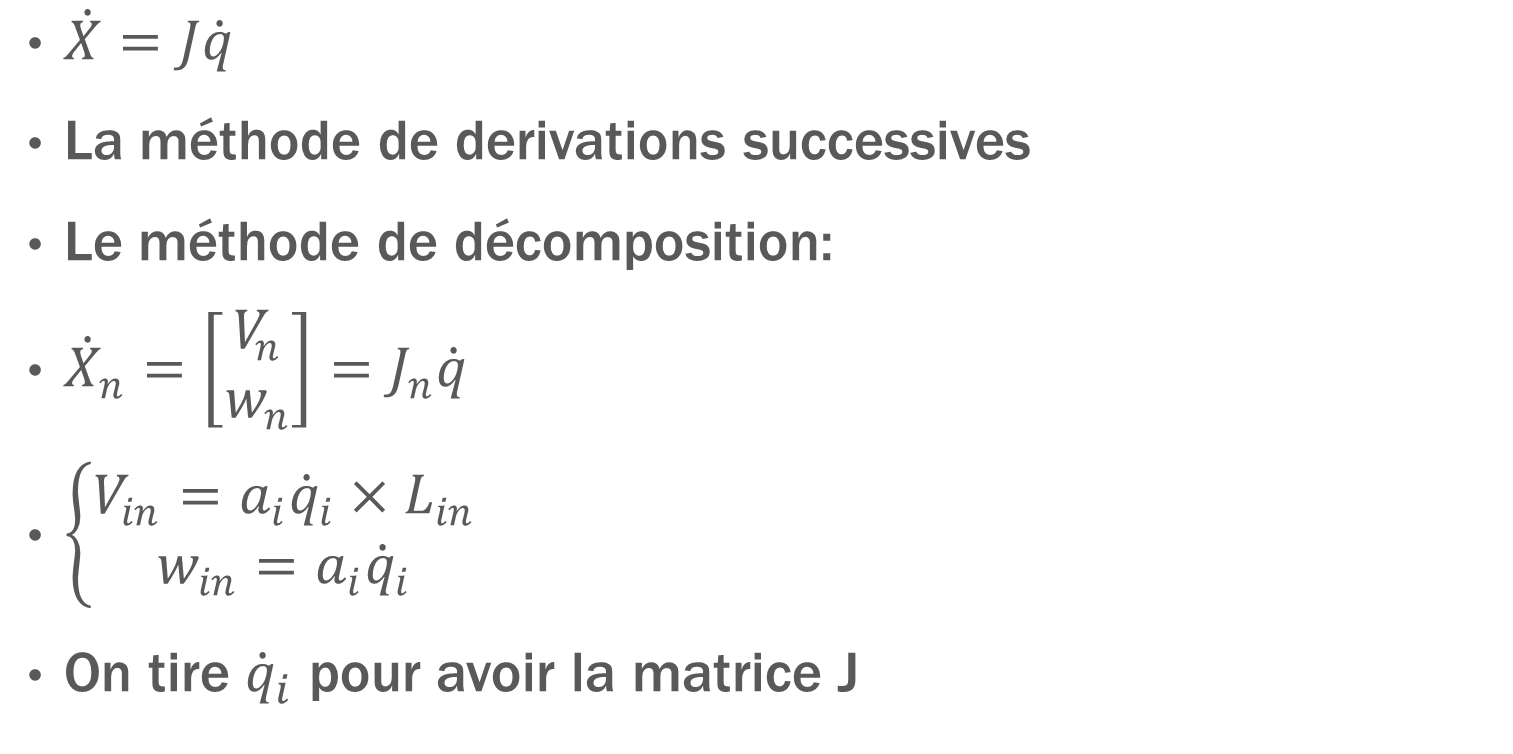 • Ẋ = Jq̇
• La méthode de derivations successives
• Le méthode de décomposition:
• Ẋₙ = [Vₙ wₙ] = Jₙq̇
• {Vᵢₙ = aᵢq̇ᵢ × Lᵢₙ
wᵢₙ = aᵢq̇ᵢ
• On tire q̇ᵢ pour avoir la matrice J